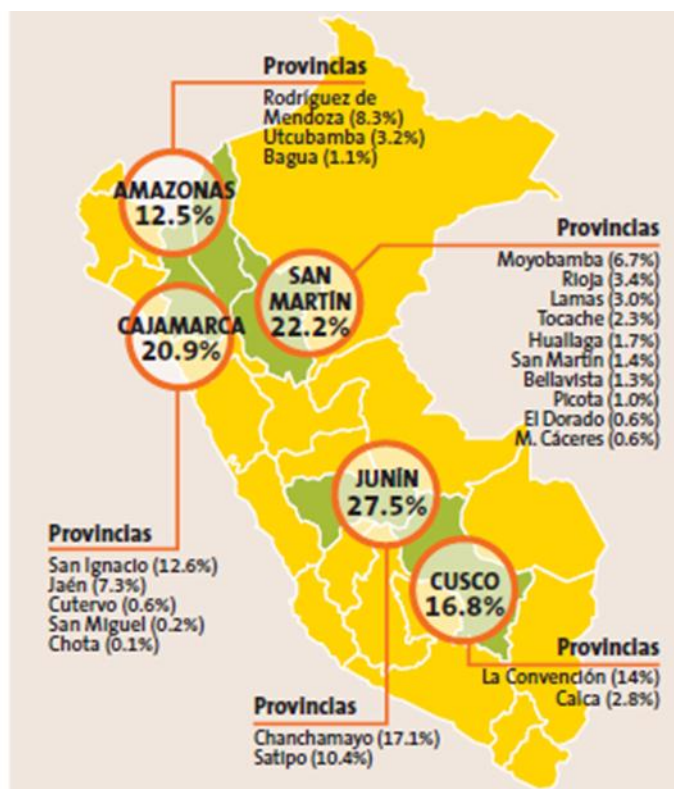 Provincias
Rodríguez de
Mendoza (8.3%)
Utcubamba (3.2%)
Bagua (1.1%)
AMAZONAS
12.5%
Provincias
Moyobamba (6.7%)
Rioja (3.4%)
Lamas (3.0%)
Tocache (2.3%)
Huallaga (1.7%)
San Martín (1.4%)
Bellavista (1.3%)
Picota (1.0%)
El Dorado (0.6%)
M. Cáceres (0.6%)
SAN
MARTÍN
22.2%
CAJAMARCA
20.9%
JUNÍN
27.5%
Provincias
San Ignacio (12.6%)
Jaén (7.3%)
Cutervo (0.6%)
San Miguel (0.2%)
Chota (0.1%)
CUSCO
16.8%
Provincias
La Convención (14%)
Calca (2.8%)
Provincias
Chanchamayo (17.1%)
Satipo (10.4%)